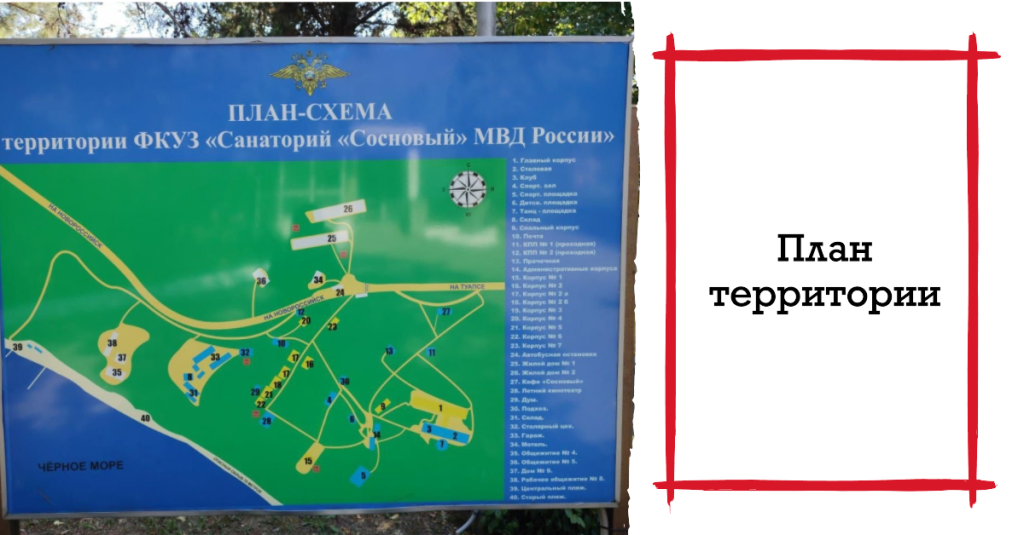 ПЛАН-СХЕМА
территории ФКУЗ «Санаторий «Сосновый» МВД России»
1. Главный корпус
2. Столовая
3. Клуб
4. Спорт. зал
5. Спорт. площадка
6. Детск. площадка
7. Танц - площадка
8. Склад
9. Спальный корпус
10. Почта
11. КПП № 1 (проходная)
12. КПП № 2 (проходная)
13. Прачечная
14. Административные корпуса
15. Корпус № 1
16. Корпус № 2
17. Корпус № 2 а
18. Корпус № 2 б
19. Корпус № 3
20. Корпус № 4
21. Корпус № 5
22. Корпус № 6
23. Корпус № 7
24. Автобусная остановка
25. Жилой дом № 1
26. Жилой дом № 2
27. Кафе «Сосновый»
28. Летний кинотеатр
29. Душ.
30. Подхоз.
31. Склад.
32. Столярный цех.
33. Гараж.
34. Мотель.
35. Общежитие № 4.
36. Общежитие № 5.
37. Дом № 6.
38. Рабочее общежитие № 6.
39. Центральный пляж.
40. Старый пляж.
НА НОВОРОССИЙСК
26
25
36
34
24
НА ТУАПСЕ
НА НОВОРОССИЙСК
12
20
23
27
39
38
37
35
33
32
8
31
19
17
16
17
18
21
22
29
28
13
11
30
4
6
9
1
3
2
7
14
15
5
40
ЧЁРНОЕ МОРЕ
План
территории